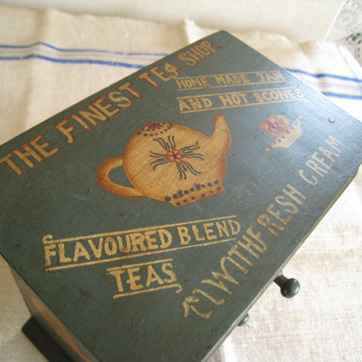 THE FINEST TEA SHOP
HOME MADE JAM
AND HOT SCONES
WITH FRESH CREAM
FLAVOURED BLEND
TEAS